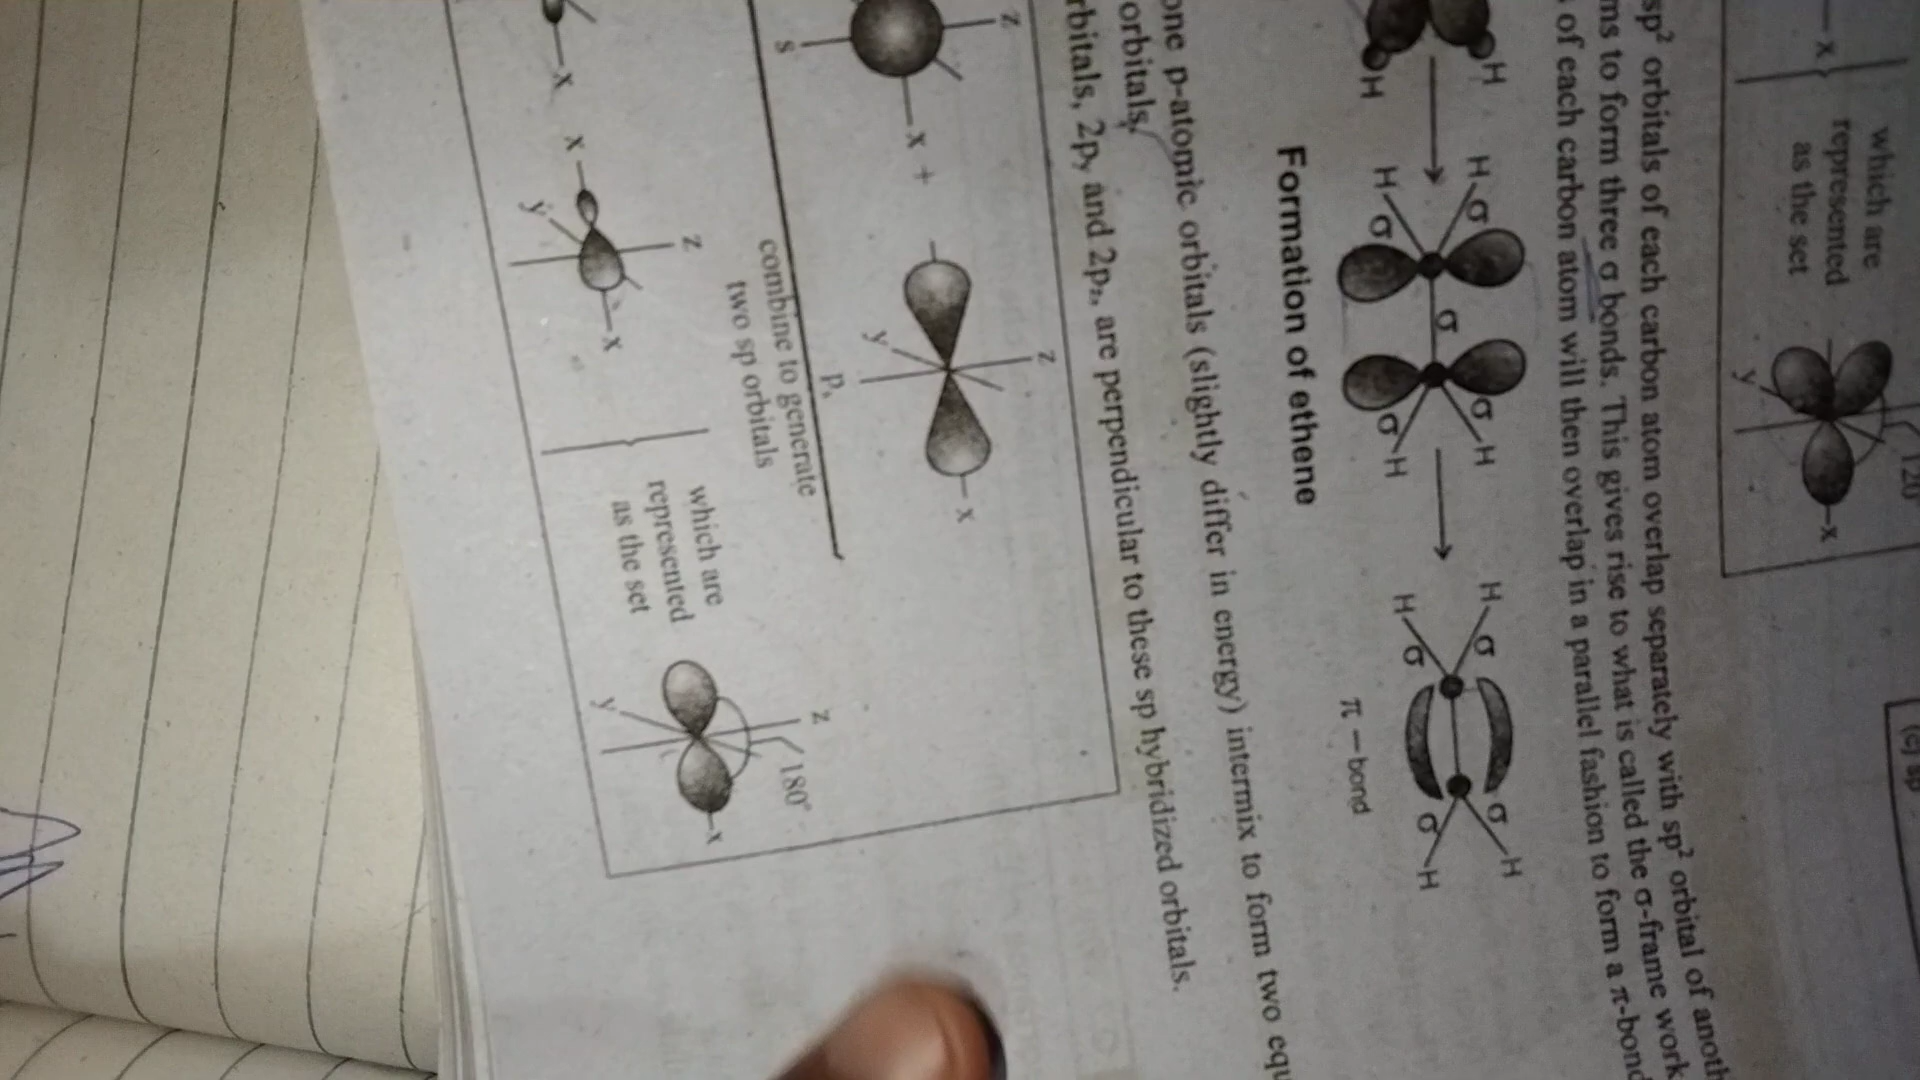 120
x
which are
represented
as the set
y
x
(c) sp
sp² orbitals of each carbon atom overlap separately with sp² orbital of
ms to form three σ bonds. This gives rise to what is called the σ-frame work
of each carbon atom will then overlap in a parallel fashion to form a π-bond
H H σ σ H H σ σ H
H H σ σ σ H H σ σ H
π – bond
Formation of ethene
one p-atomic orbitals (slightly differ in energy) intermix to form two
orbitals.
orbitals, 2py and 2pz, are perpendicular to these sp hybridized orbitals.
z z
x + x
s y
px
combine to generate
two sp orbitals
z z
180°
x x x which are x
represented
as the set
y y